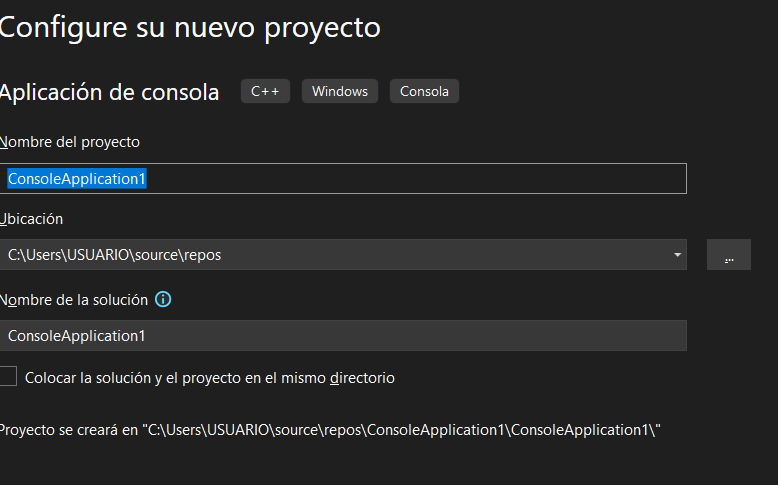 Configure su nuevo proyecto
Aplicación de consola C++ Windows Consola
Nombre del proyecto
ConsoleApplication1
Ubicación
C:\Users\USUARIO\source\repos
...
Nombre de la solución
ConsoleApplication1
Colocar la solución y el proyecto en el mismo directorio
Proyecto se creará en "C:\Users\USUARIO\source\repos\ConsoleApplication1\ConsoleApplication1\"